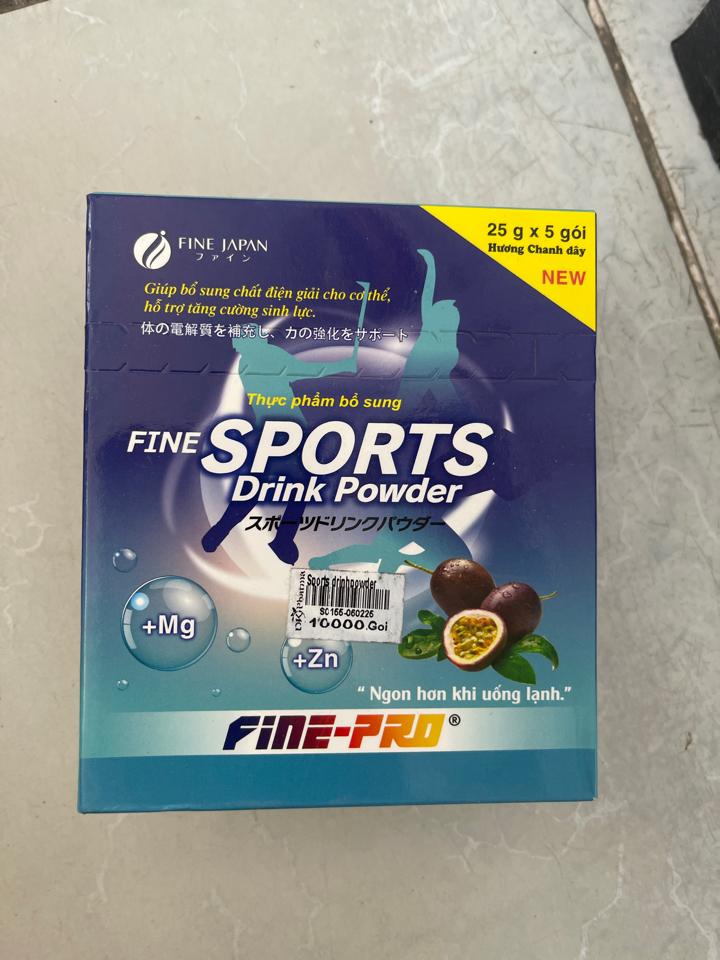 FINE JAPAN
ファイン
25 g x 5 gói
Hương Chanh dây
NEW
Giúp bổ sung chất điện giải cho cơ thể,
hỗ trợ tăng cường sinh lực.
体の電解質を補充し、力の強化をサポート
Thực phẩm bổ sung
FINE SPORTS
Drink Powder
スポーツドリンクパウダー
Sports drinhpowder
S0155-050225
10000.Goi
+Mg
+Zn
“ Ngon hơn khi uống lạnh.”
FINE-PRO®